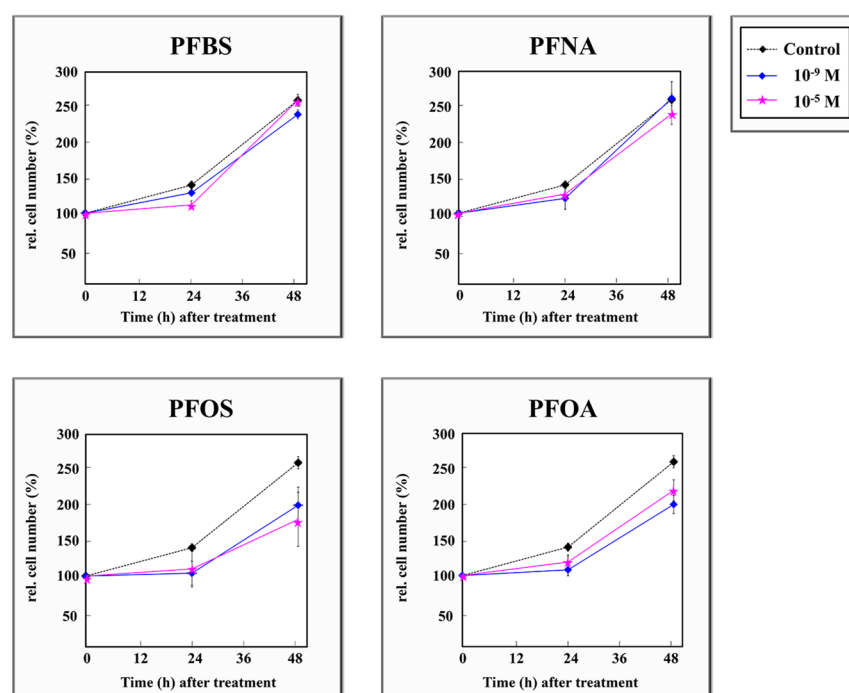 PFBS
300
250
200
150
100
50
rel. cell number (%)
0 12 24 36 48
Time (h) after treatment
PFNA
300
250
200
150
100
50
rel. cell number (%)
0 12 24 36 48
Time (h) after treatment
Control
10⁻⁹ M
10⁻⁵ M
PFOS
300
250
200
150
100
50
rel. cell number (%)
0 12 24 36 48
Time (h) after treatment
PFOA
300
250
200
150
100
50
rel. cell number (%)
0 12 24 36 48
Time (h) after treatment